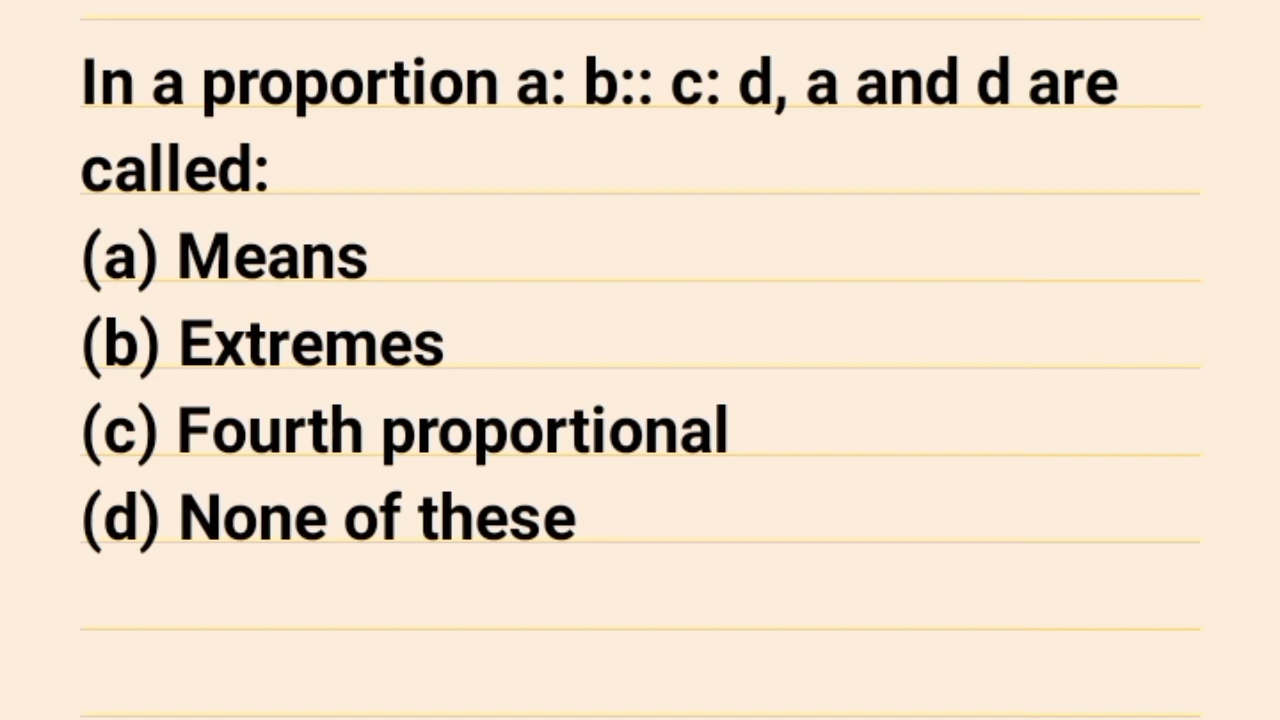 In a proportion a: b:: c: d, a and d are
called:
(a) Means
(b) Extremes
(c) Fourth proportional
(d) None of these